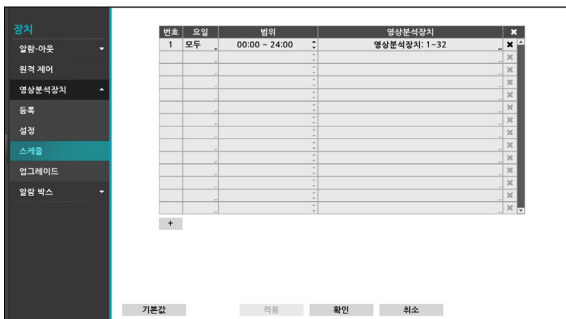 장치
알람-아웃
원격 제어
영상분석장치
등록
설정
스케줄
업그레이드
알람 박스
번호 요일 범위 영상분석장치
1 모두 00:00 ~ 24:00 영상분석장치: 1~32
+
기본값 적용 확인 취소